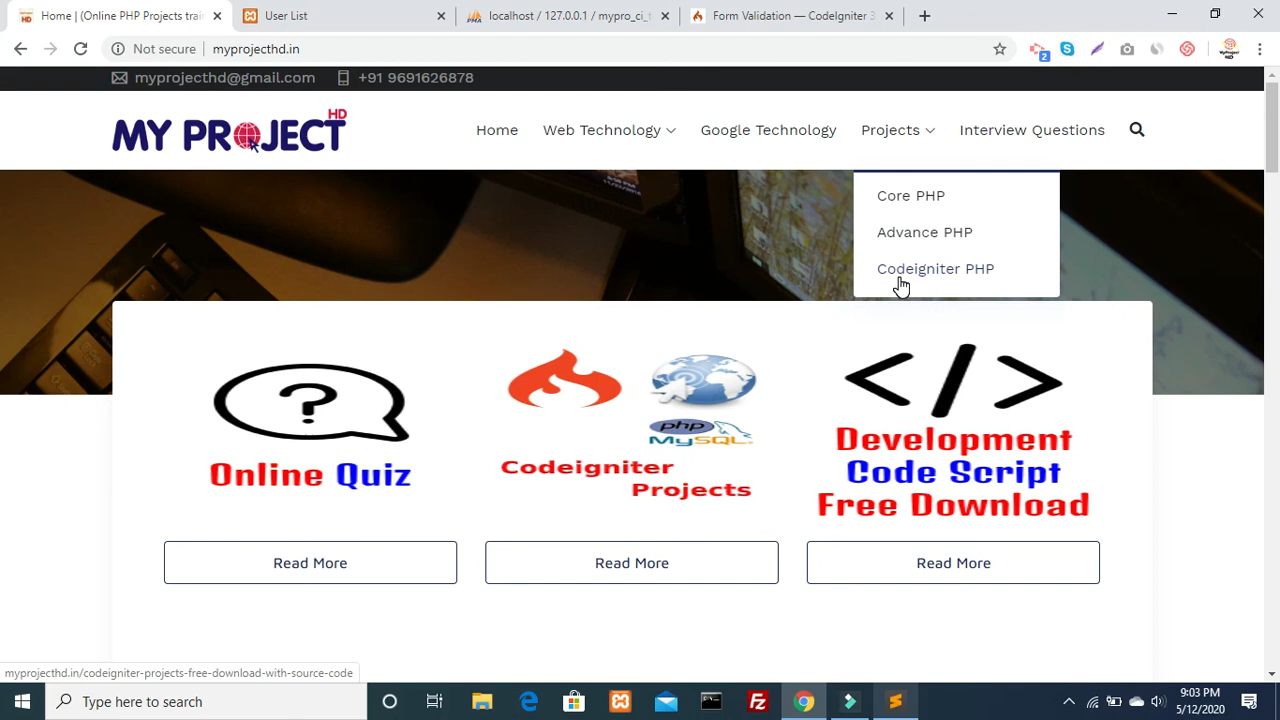 Home | (Online PHP Projects train
User List
localhost / 127.0.0.1 / mypro_ci_t
Form Validation — CodeIgniter 3
Not secure
myprojecthd.in
2
myprojecthd@gmail.com
+91 9691626878
MY PROJECT HD
Home
Web Technology
Google Technology
Projects
Interview Questions
Core PHP
Advance PHP
Codeigniter PHP
?
Online Quiz
php
MySQL
Codeigniter
Projects
</>
Development
Code Script
Free Download
Read More
Read More
Read More
myprojecthd.in/codeigniter-projects-free-download-with-source-code
Type here to search
9:03 PM
5/12/2020